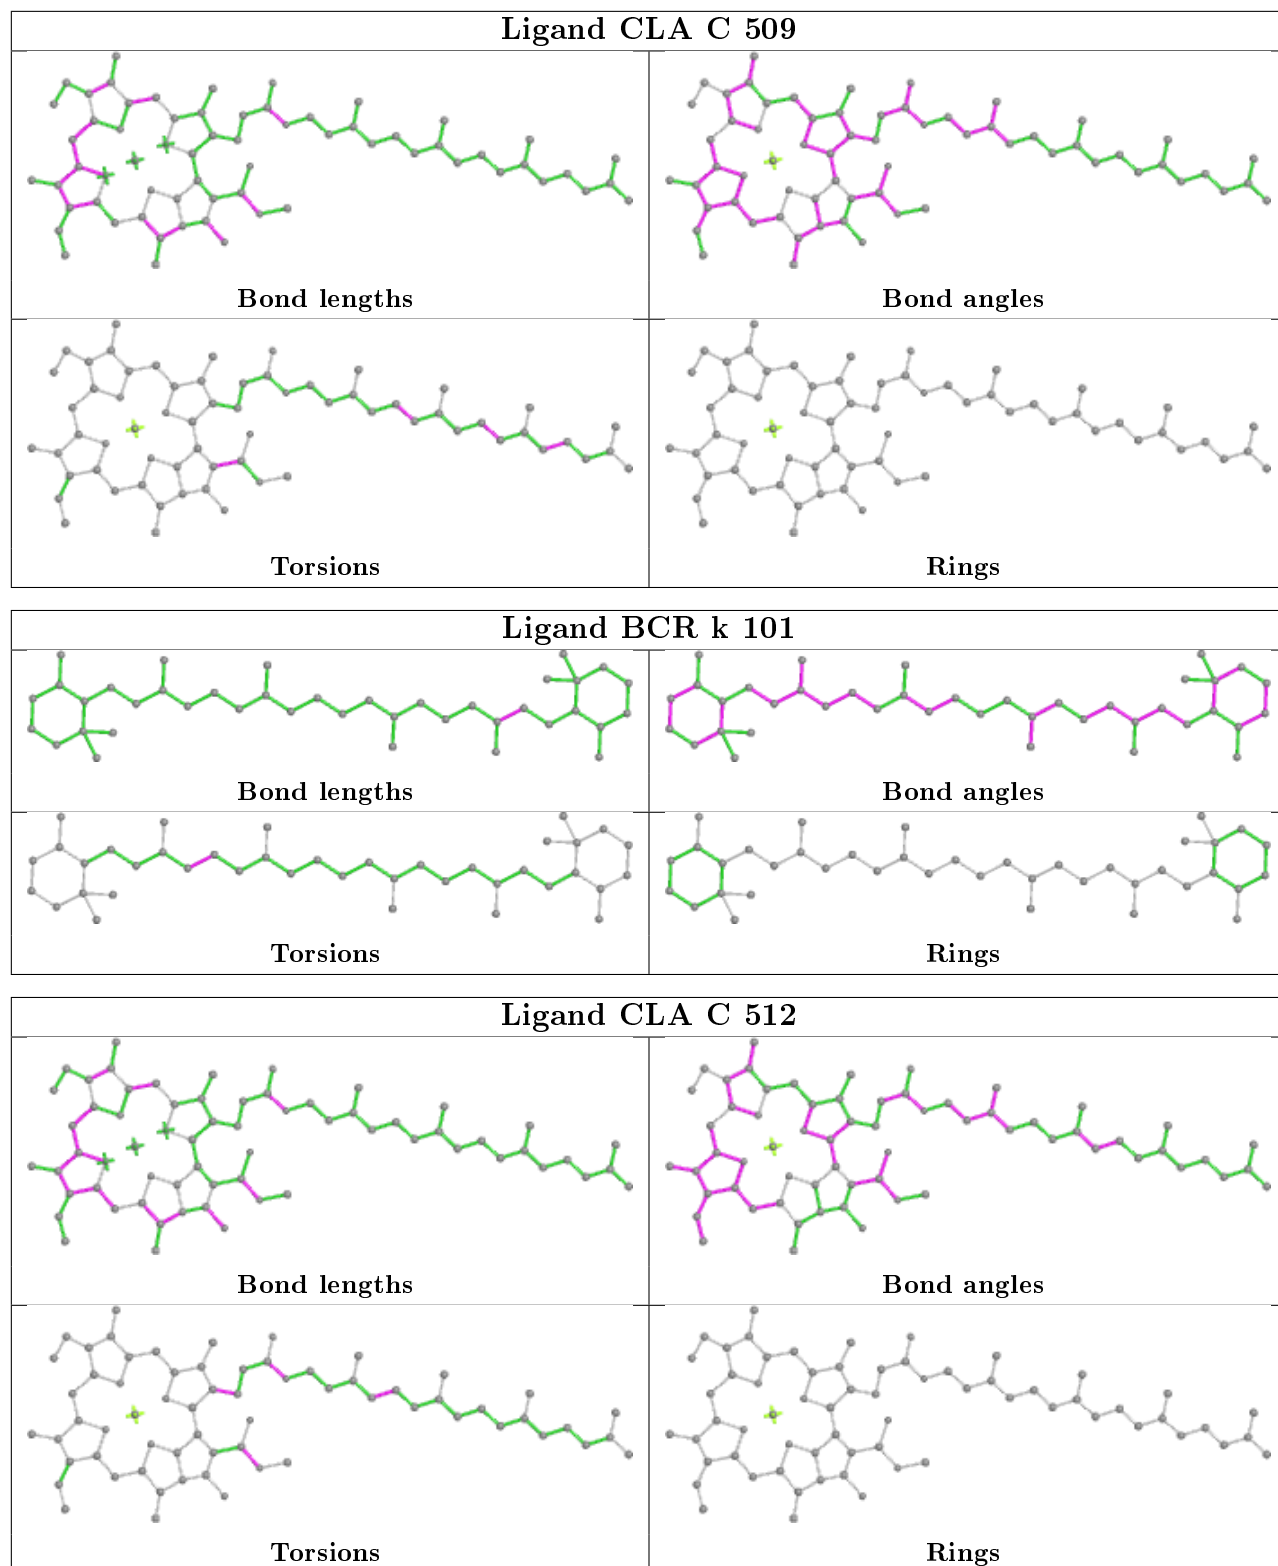 Ligand CLA C 509
Bond lengths
Bond angles
Torsions
Rings
Ligand BCR k 101
Bond lengths
Bond angles
Torsions
Rings
Ligand CLA C 512
Bond lengths
Bond angles
Torsions
Rings